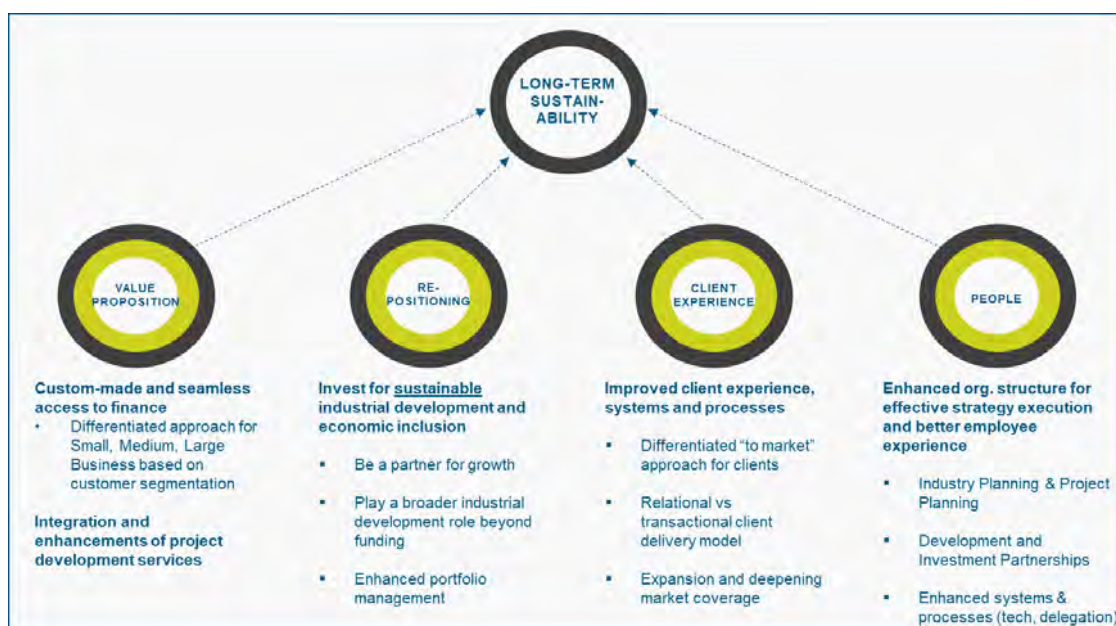 LONG-TERM
SUSTAIN-
ABILITY
VALUE
PROPOSITION
RE-
POSITIONING
CLIENT
EXPERIENCE
PEOPLE
Custom-made and seamless
access to finance
• Differentiated approach for
Small, Medium, Large
Business based on
customer segmentation
Integration and
enhancements of project
development services
Invest for sustainable
industrial development and
economic inclusion
▪ Be a partner for growth
▪ Play a broader industrial
development role beyond
funding
▪ Enhanced portfolio
management
Improved client experience,
systems and processes
▪ Differentiated “to market”
approach for clients
▪ Relational vs
transactional client
delivery model
▪ Expansion and deepening
market coverage
Enhanced org. structure for
effective strategy execution
and better employee
experience
▪ Industry Planning & Project
Planning
▪ Development and
Investment Partnerships
▪ Enhanced systems &
processes (tech, delegation)